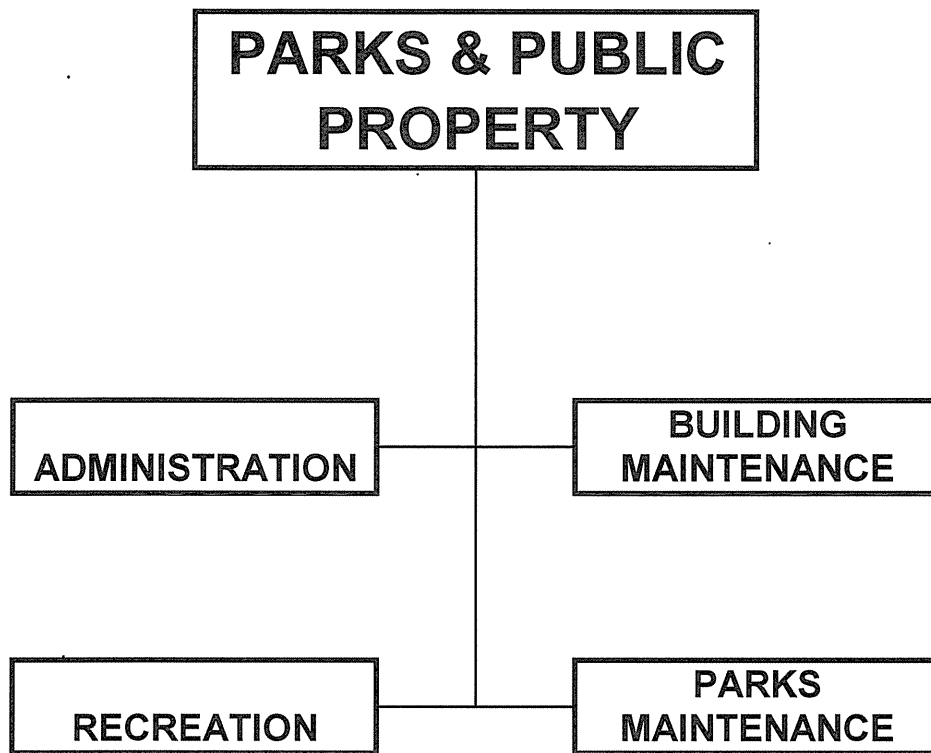 PARKS & PUBLIC
PROPERTY
ADMINISTRATION
BUILDING
MAINTENANCE
RECREATION
PARKS
MAINTENANCE